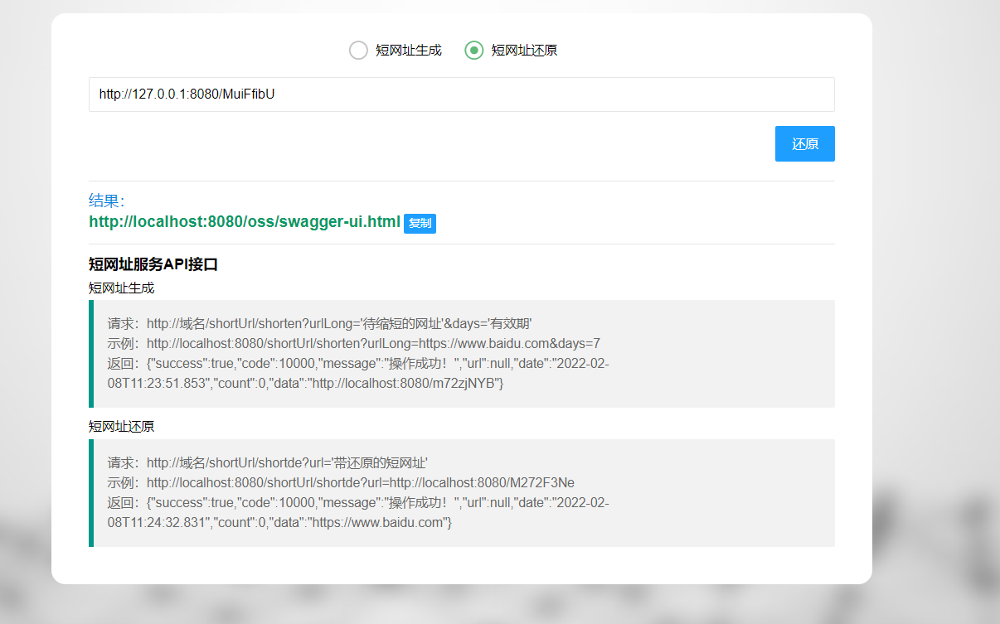 短网址生成 短网址还原
http://127.0.0.1:8080/MuiFfibU
还原
结果：
http://localhost:8080/oss/swagger-ui.html 复制
短网址服务API接口
短网址生成
请求：http://域名/shortUrl/shorten?urlLong='待缩短的网址'&days='有效期'
示例：http://localhost:8080/shortUrl/shorten?urlLong=https://www.baidu.com&days=7
返回：{"success":true,"code":10000,"message":"操作成功！","url":null,"date":"2022-02-
08T11:23:51.853","count":0,"data":"http://localhost:8080/m72zjNYB"}
短网址还原
请求：http://域名/shortUrl/shortde?url='带还原的短网址'
示例：http://localhost:8080/shortUrl/shortde?url=http://localhost:8080/M272F3Ne
返回：{"success":true,"code":10000,"message":"操作成功！","url":null,"date":"2022-02-
08T11:24:32.831","count":0,"data":"https://www.baidu.com"}